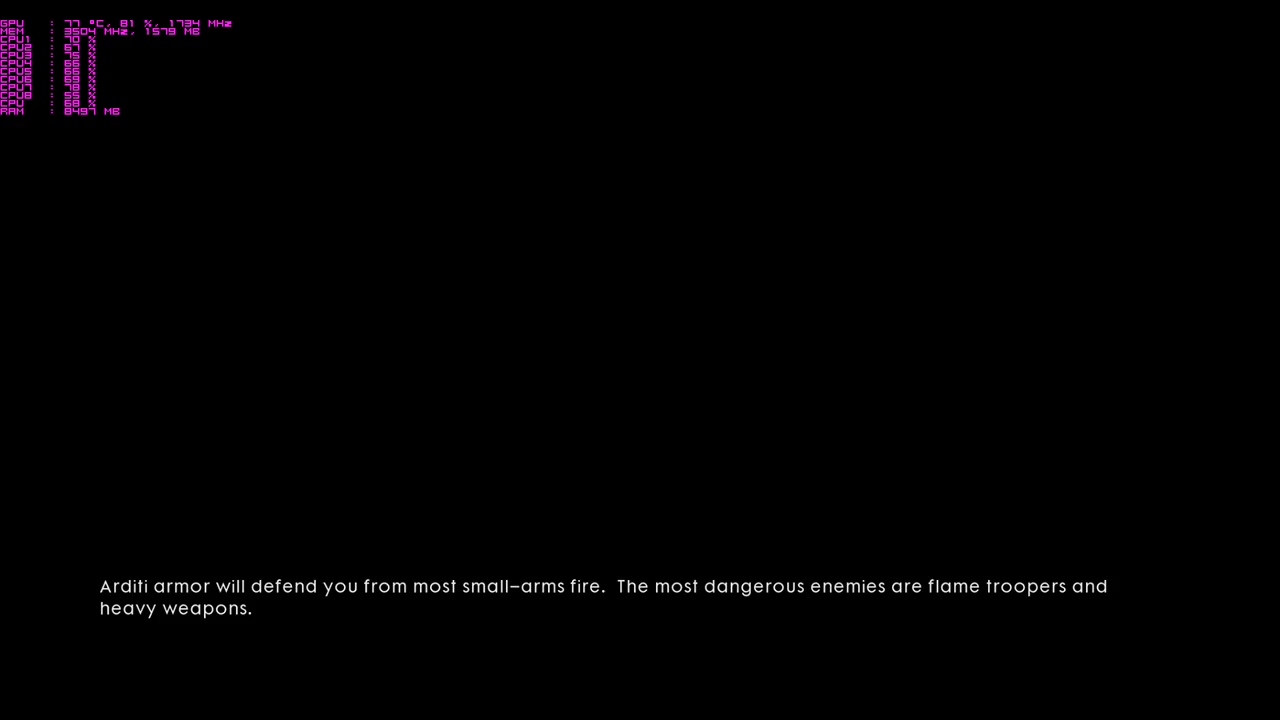 GPU : 77 °C, 81 %, 1734 MHz
MEM : 3504 MHz, 1579 MB
CPU1 : 70 %
CPU2 : 67 %
CPU3 : 75 %
CPU4 : 66 %
CPU5 : 66 %
CPU6 : 69 %
CPU7 : 78 %
CPU8 : 55 %
CPU : 68 %
RAM : 8497 MB
Arditi armor will defend you from most small-arms fire. The most dangerous enemies are flame troopers and
heavy weapons.